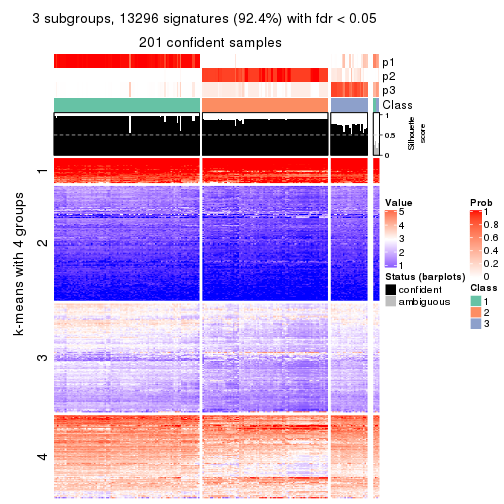 3 subgroups, 13296 signatures (92.4%) with fdr < 0.05
201 confident samples
p1
p2
p3
Class
1
0.5
0
Silhouette
score
k-means with 4 groups
1
2
3
4
Value
5
4
3
2
1
Status (barplots)
confident
ambiguous
Prob
1
0.8
0.6
0.4
0.2
0
Class
1
2
3